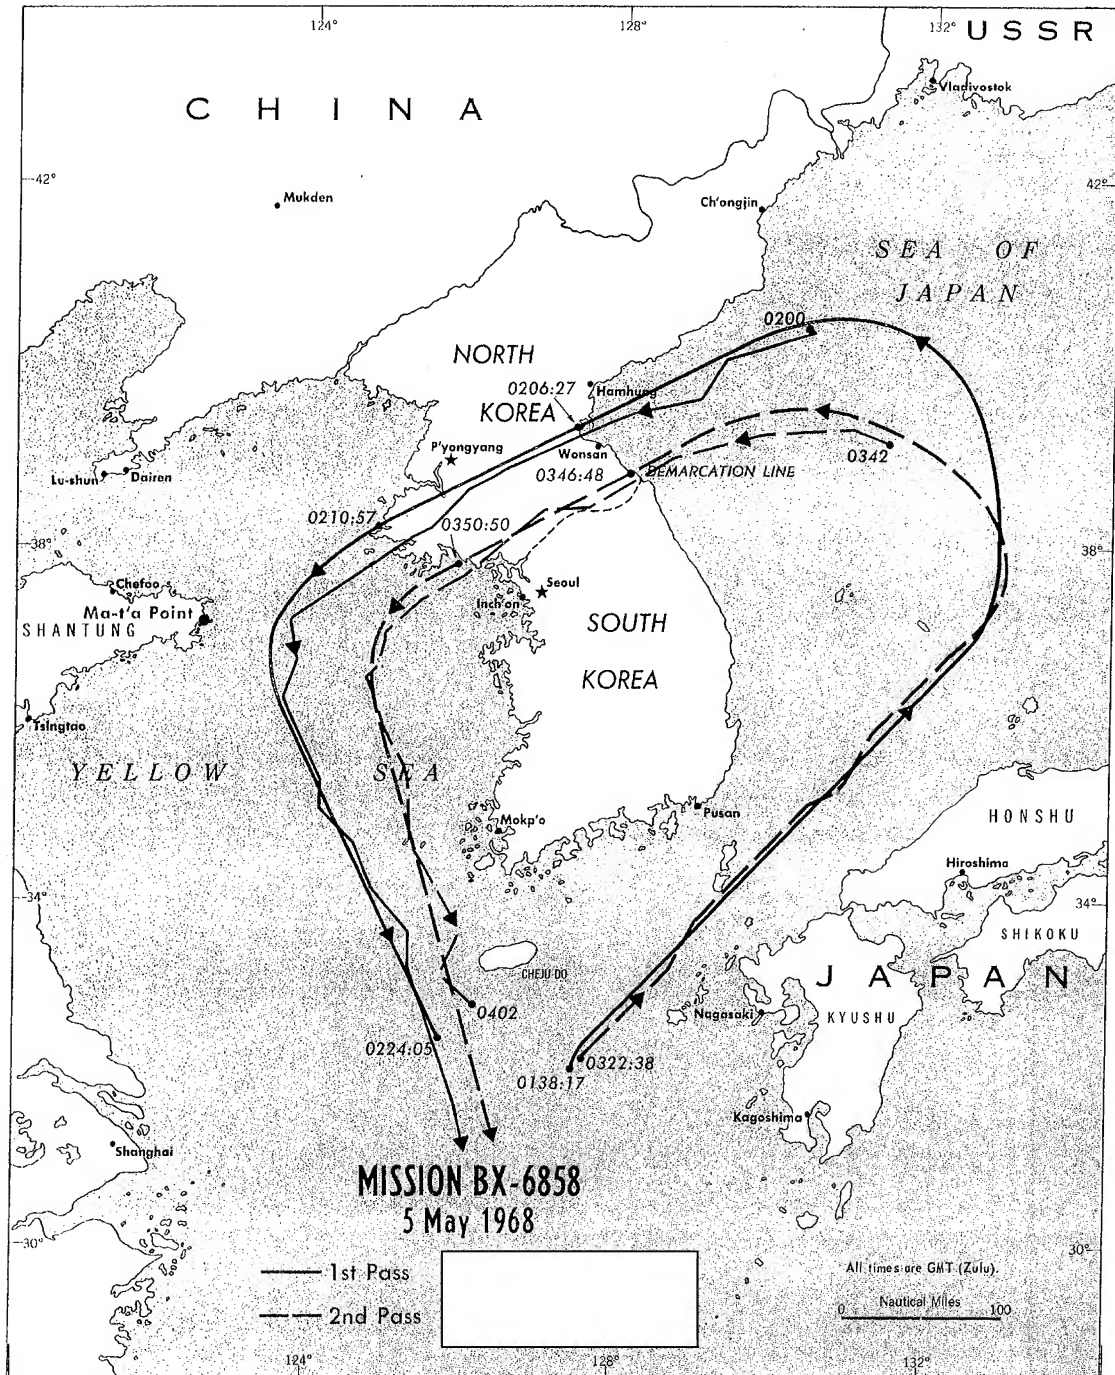 124°
128°
132°
USSR
Vladivostok
CHINA
42°
42°
Mukden
Ch'ongjin
SEA OF
JAPAN
0200
NORTH
KOREA
0206:27
Hamhung
P'yongyang
Wonsan
0342
Lu-shun
Dairen
0346:48
DEMARCATION LINE
0210:57
0350:50
38°
38°
Chefoo
Seoul
Inch'on
Ma-t'a Point
SHANTUNG
SOUTH
KOREA
Tsingtao
YELLOW SEA
Pusan
Mokp'o
HONSHU
Hiroshima
34°
34°
SHIKOKU
CHEJU DO
JAPAN
0402
Nagasaki
KYUSHU
0224:05
0322:38
0138:17
Kagoshima
Shanghai
MISSION BX-6858
5 May 1968
30°
30°
1st Pass
2nd Pass
All times are GMT (Zulu).
Nautical Miles
0 100
124°
128°
132°